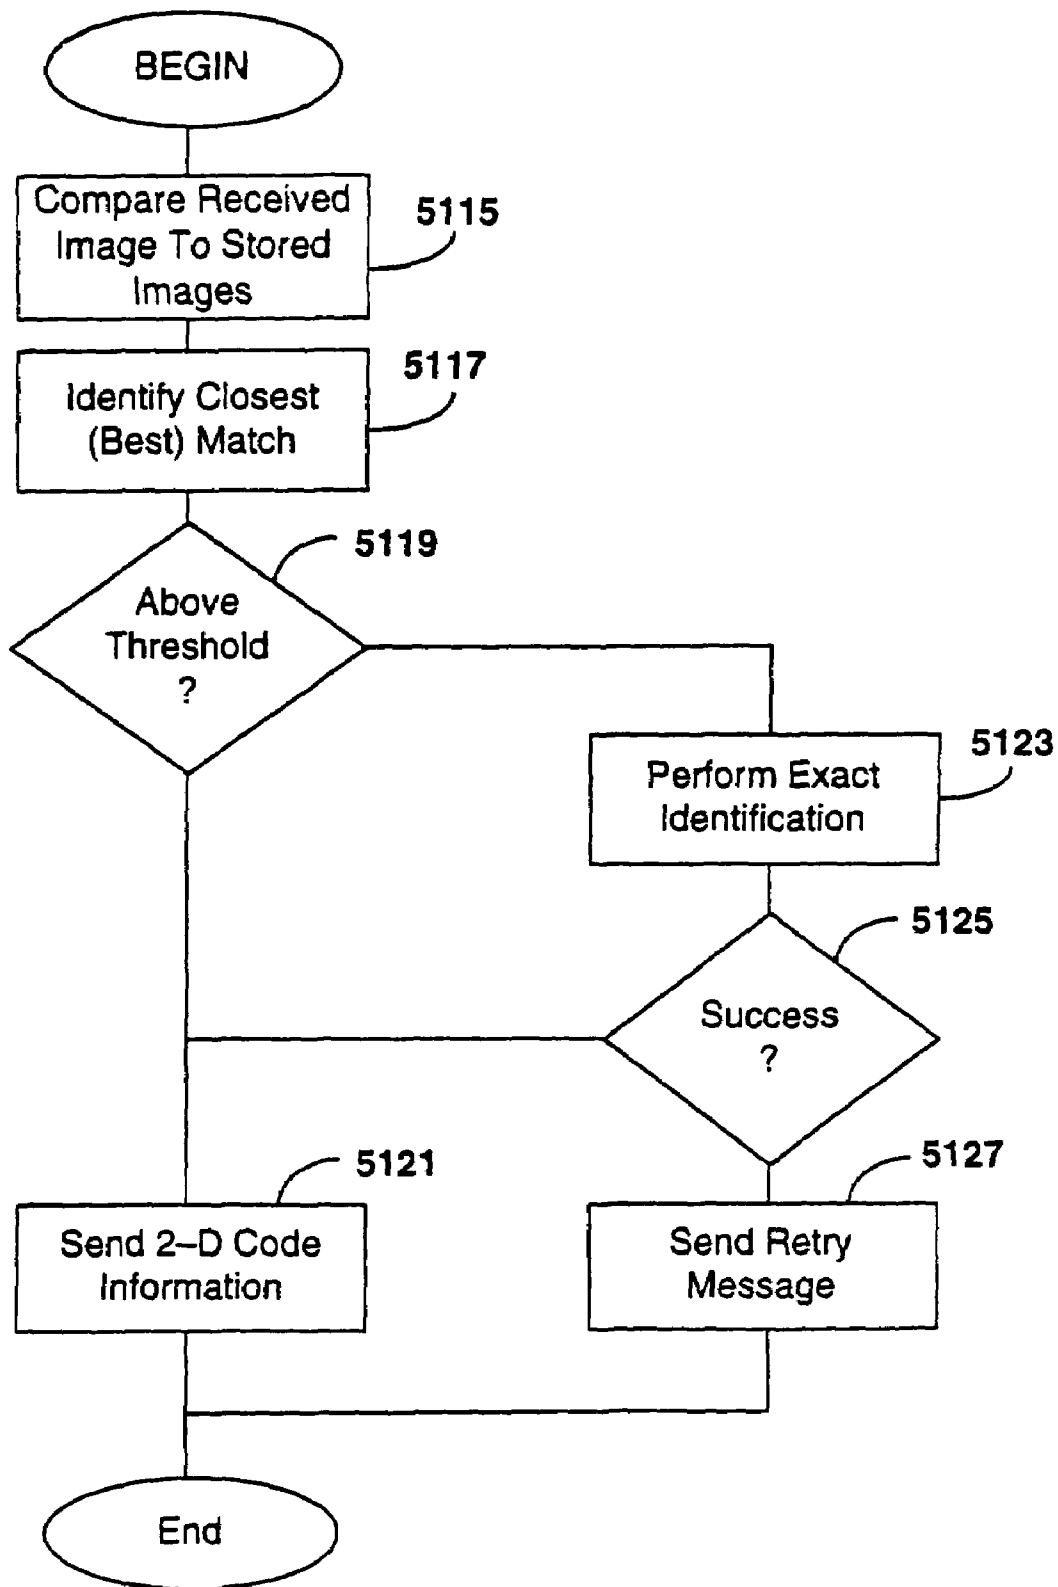 BEGIN
Compare Received
Image To Stored
Images
5115
Identify Closest
(Best) Match
5117
Above
Threshold
?
5119
Perform Exact
Identification
5123
Success
?
5125
Send 2-D Code
Information
5121
Send Retry
Message
5127
End